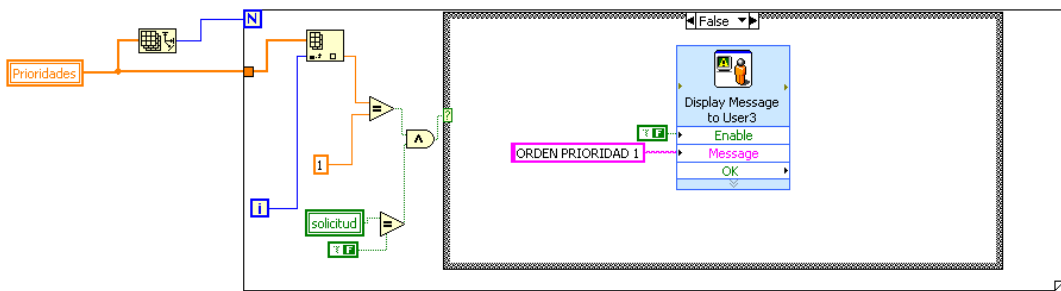 False
N
Prioridades
Display Message
to User3
Enable
ORDEN PRIORIDAD 1
Message
OK
=
∧
?
1
i
solicitud
=
F
F